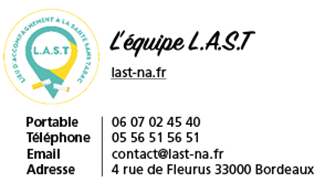 LIEU D'ACCOMPAGNEMENT À LA SANTÉ SANS TABAC
L.A.S.T
L'équipe L.A.S.T
last-na.fr
Portable 06 07 02 45 40
Téléphone 05 56 51 56 51
Email contact@last-na.fr
Adresse 4 rue de Fleurus 33000 Bordeaux